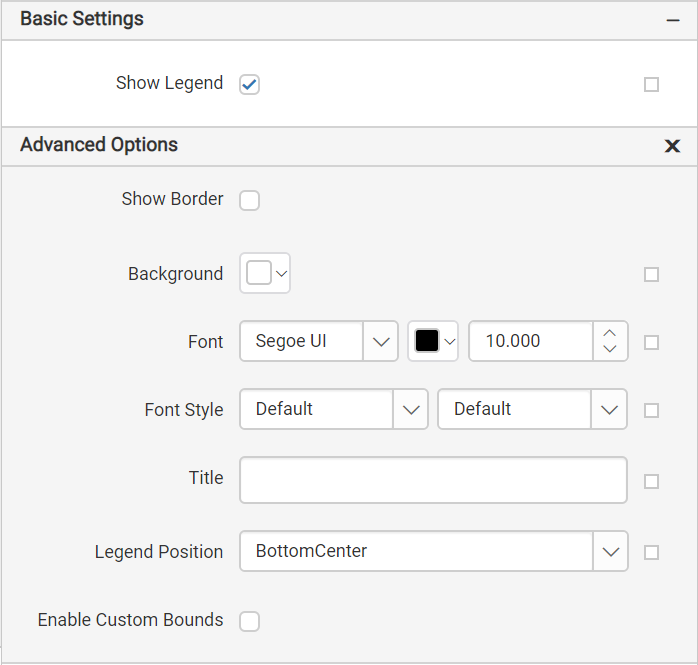 Basic Settings
Show Legend
Advanced Options
Show Border
Background
Font Segoe UI 10.000
Font Style Default Default
Title
Legend Position BottomCenter
Enable Custom Bounds